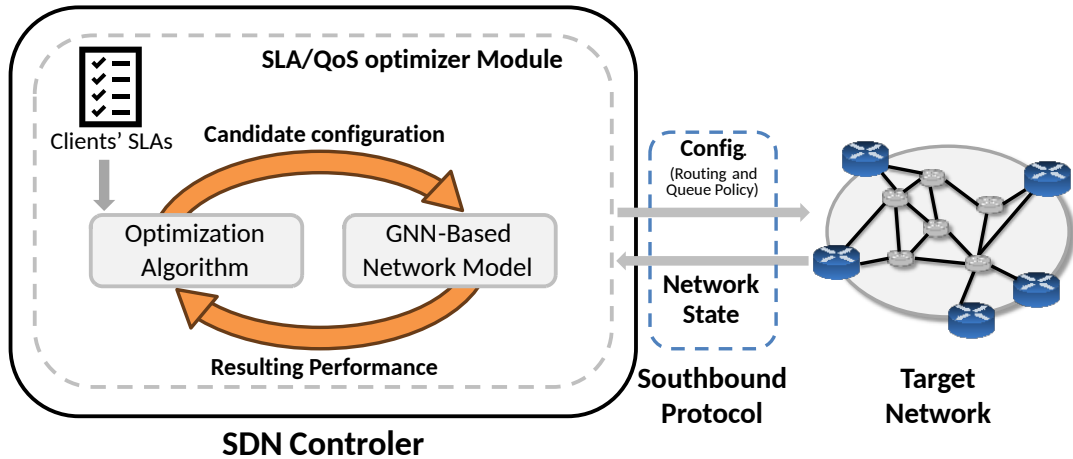 SLA/QoS optimizer Module
Clients’ SLAs
Candidate configuration
Optimization
Algorithm
GNN-Based
Network Model
Resulting Performance
SDN Controler
Config.
(Routing and
Queue Policy)
Network
State
Southbound
Protocol
Target
Network